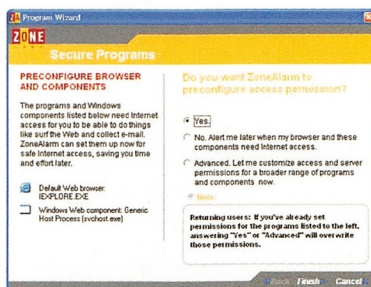 Program Wizard
ZONE
Secure Programs
PRECONFIGURE BROWSER
AND COMPONENTS
The programs and Windows
components listed below need Internet
access for you to be able to do things
like surf the Web and collect e-mail.
ZoneAlarm can set them up now for
safe Internet access, saving you time
and effort later.
Default Web browser:
IEXPLORE.EXE
Windows Web component: Generic
Host Process (svchost.exe)
Do you want ZoneAlarm to
preconfigure access permission?
Yes.
No. Alert me later when my browser and these
components need Internet access.
Advanced. Let me customize access and server
permissions for a broader range of programs
and components now.
Note:
Returning users: If you've already set
permissions for the programs listed to the left,
answering "Yes" or "Advanced" will overwrite
those permissions.
Back Finish Cancel